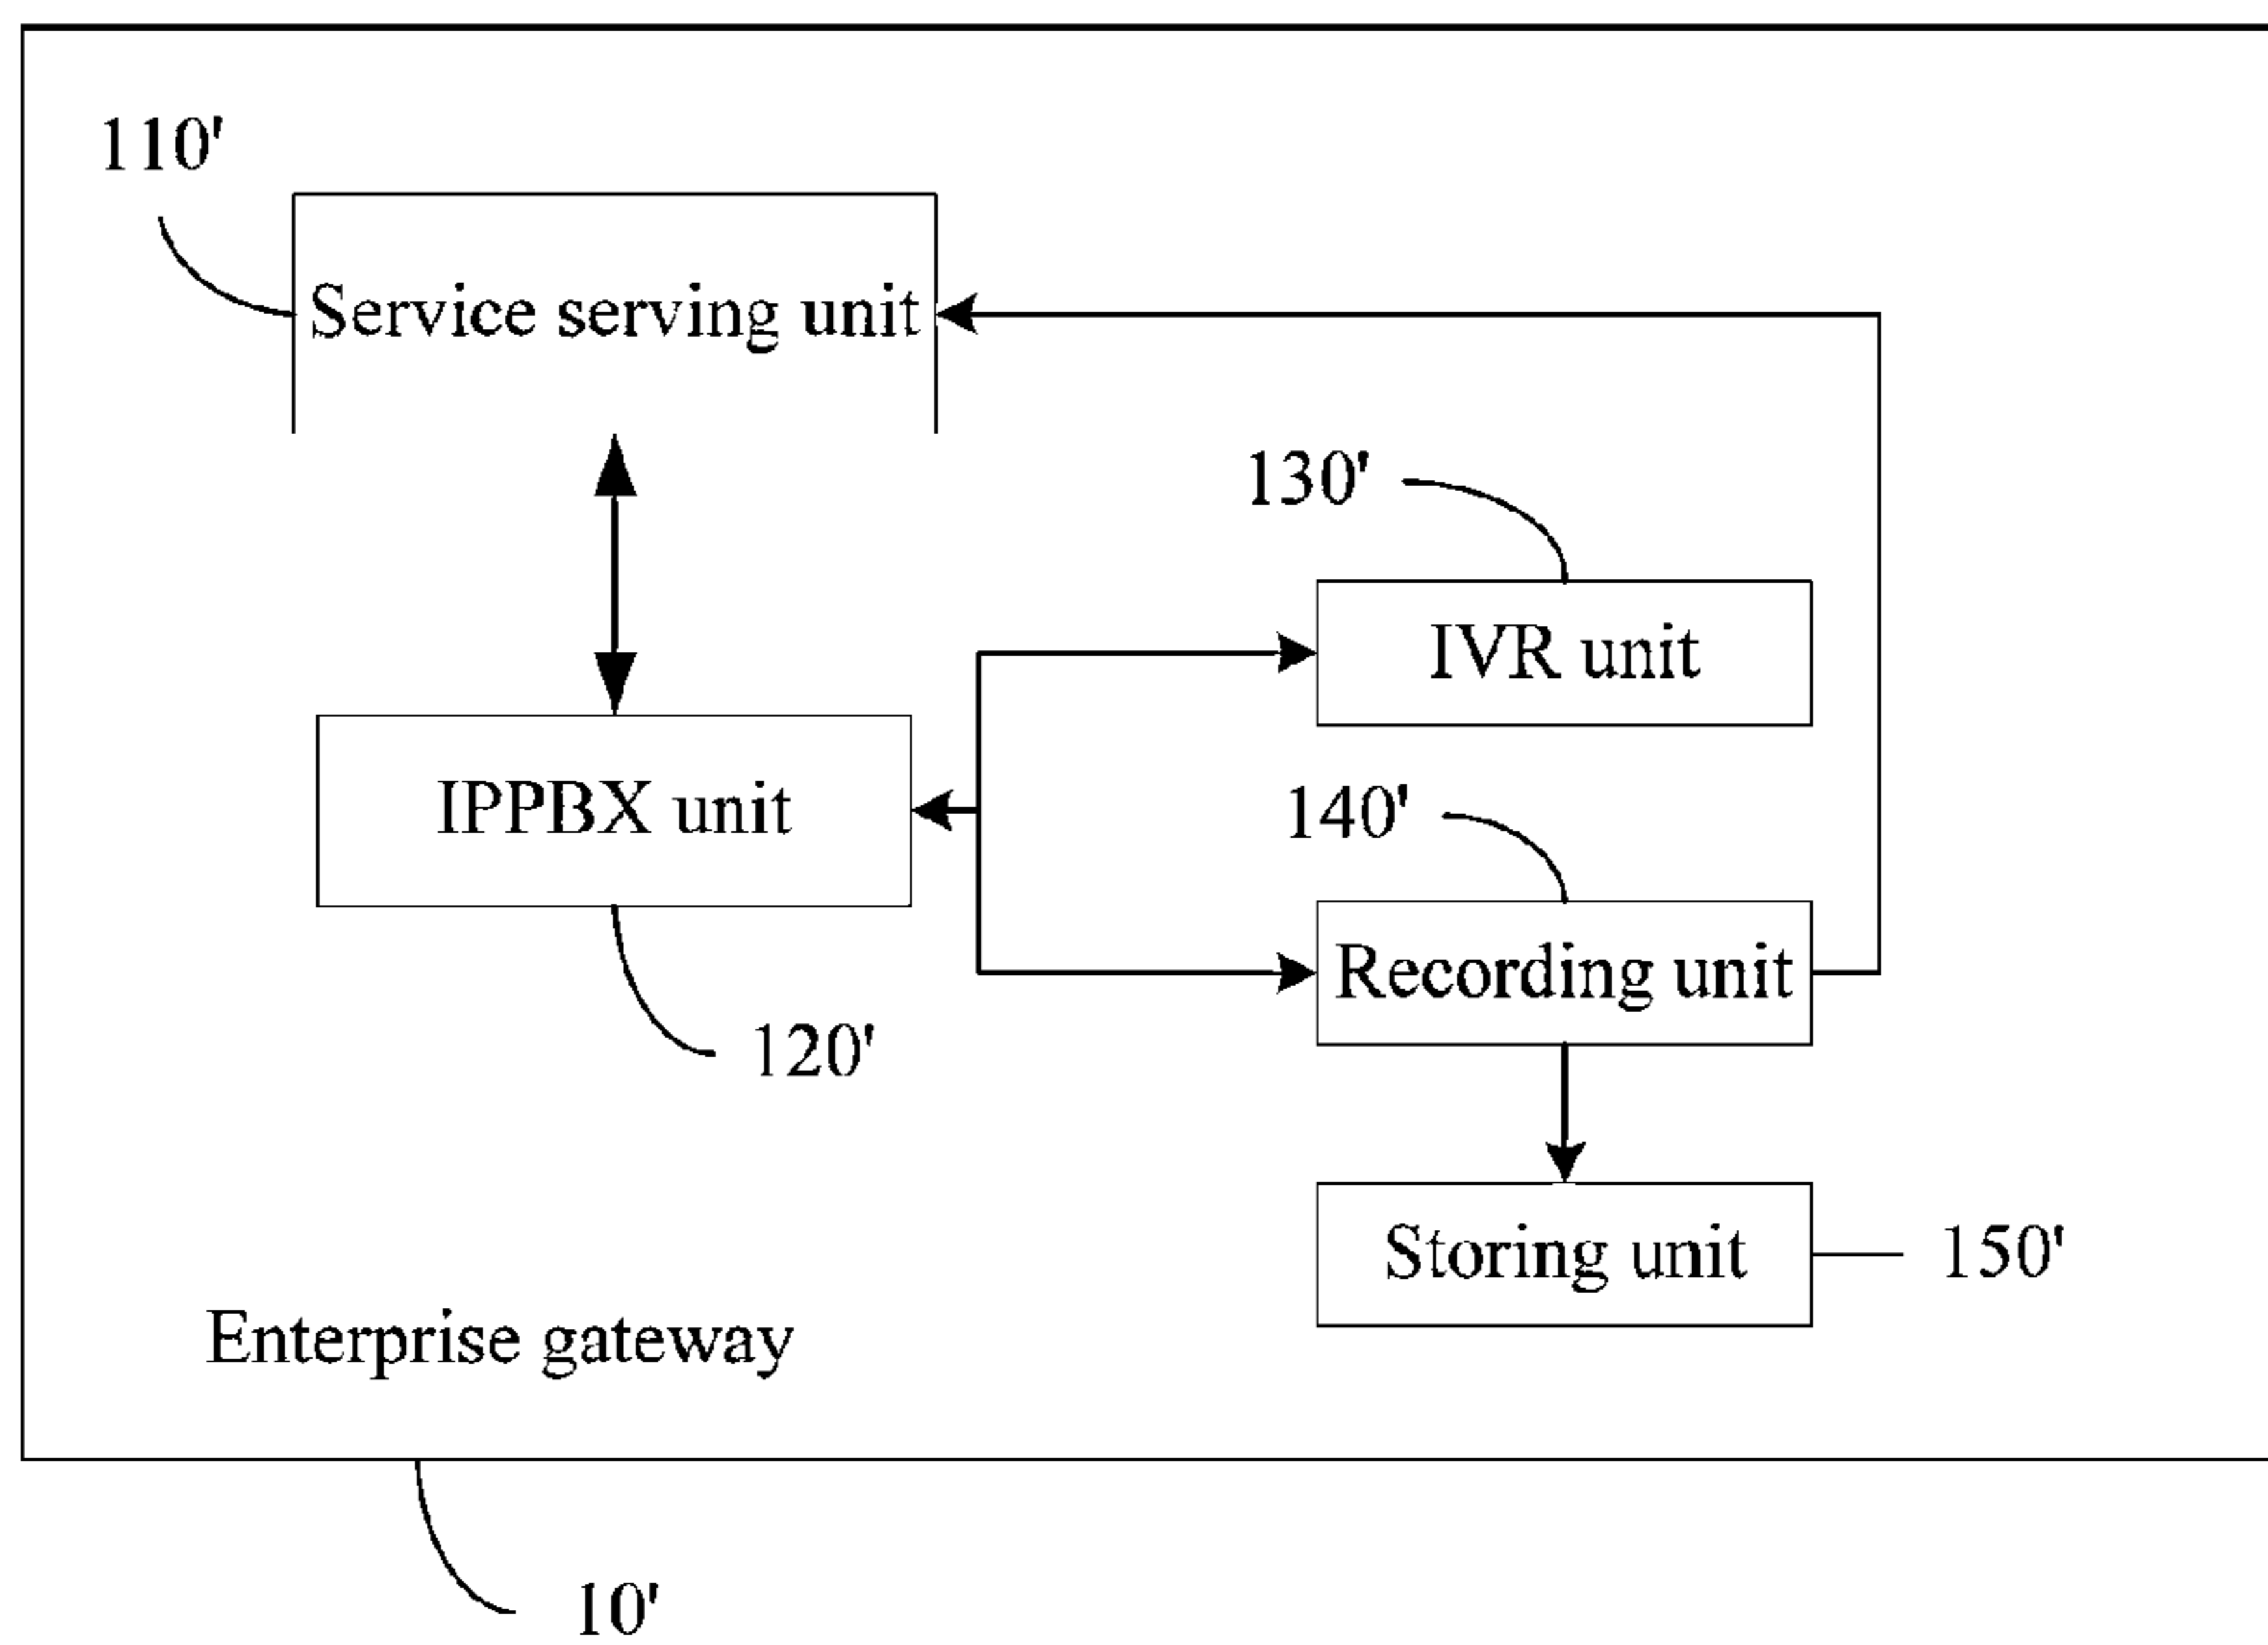 110'
Service serving unit
130'
IVR unit
IPPBX unit
140'
Recording unit
120'
Storing unit
150'
Enterprise gateway
10'